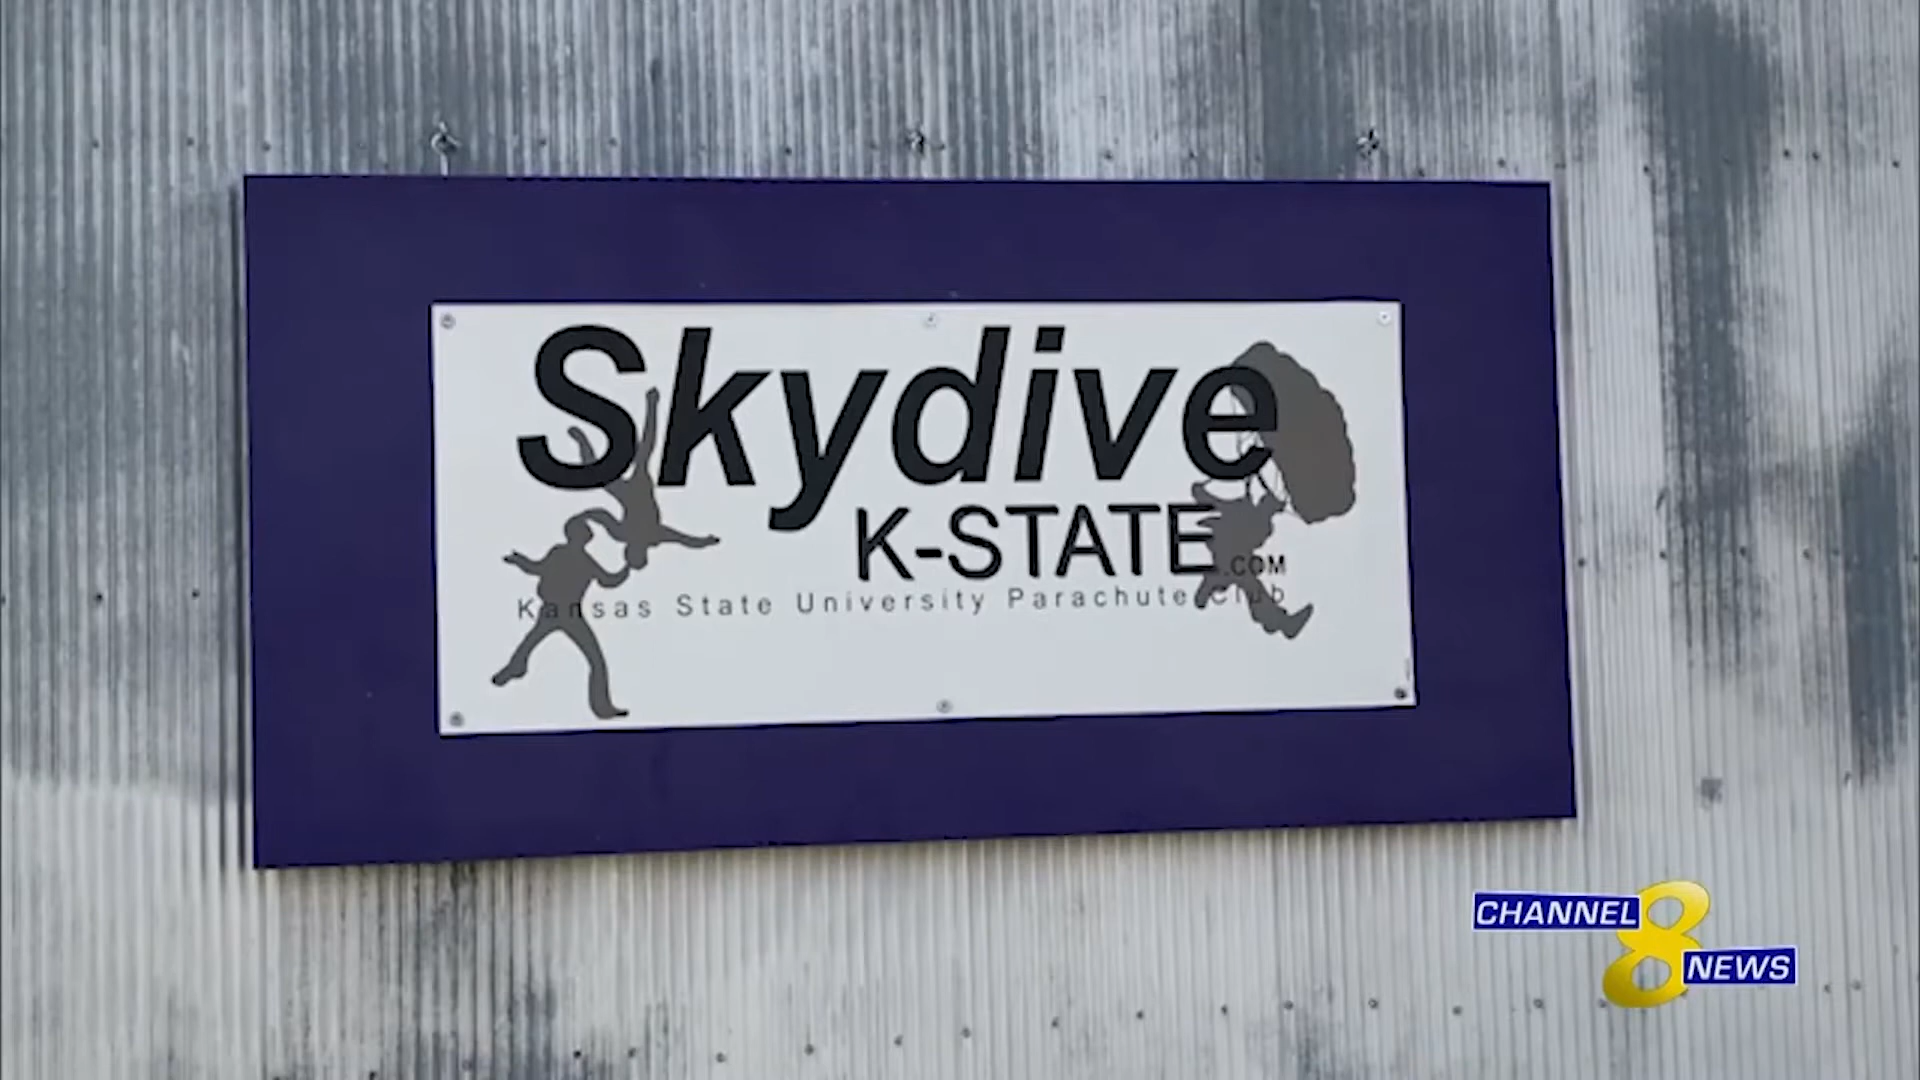 Skydive
K-STATE.COM
Kansas State University Parachute Club
CHANNEL 8
NEWS